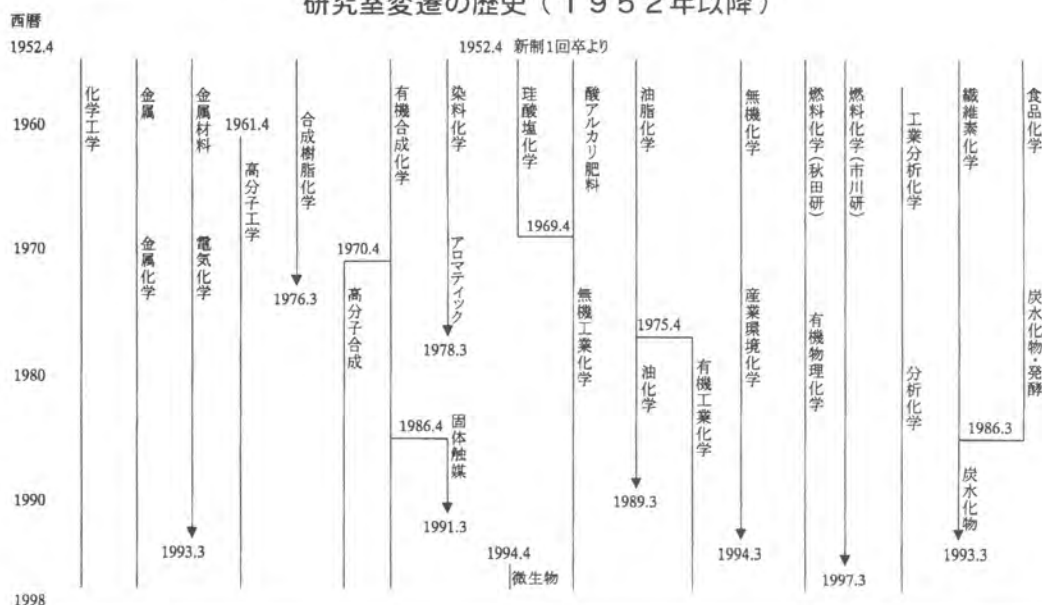 研究室変遷の歴史(1952年以降)
西暦
1952.4
1952.4 新制1回卒より
化学工学
金属
金属材料
1961.4
高分子工学
合成樹脂化学
有機合成化学
染料化学
珪酸塩化学
酸アルカリ肥料
油脂化学
無機化学
燃料化学(秋田研)
燃料化学(市川研)
工業分析化学
繊維素化学
食品化学
1960
1969.4
1970
金属化学
電気化学
1970.4
高分子合成
アロマティック
1976.3
1978.3
無機工業化学
1975.4
産業環境化学
有機物理化学
炭水化物・発酵
1980
油化学
有機工業化学
分析化学
1986.4
固体触媒
1986.3
炭水化物
1990
1989.3
1991.3
1993.3
1994.4
微生物
1994.3
1997.3
1993.3
1998